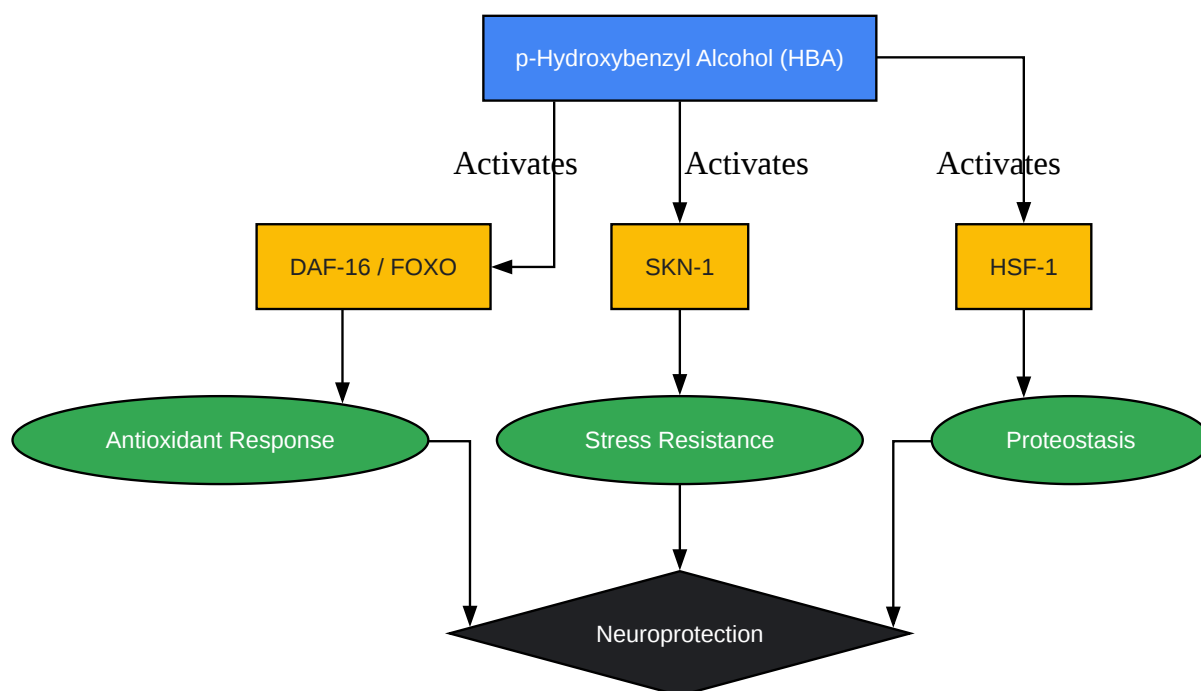 p-Hydroxybenzyl Alcohol (HBA)
Activates
Activates
Activates
DAF-16 / FOXO
SKN-1
HSF-1
Antioxidant Response
Stress Resistance
Proteostasis
Neuroprotection